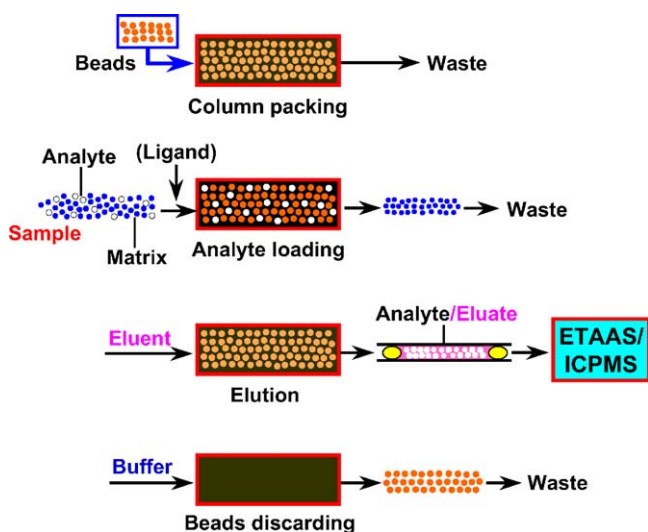 Beads
Waste
Column packing
Analyte
(Ligand)
Sample
Matrix
Analyte loading
Waste
Eluent
Analyte/Eluate
ETAAS/
ICPMS
Elution
Buffer
Waste
Beads discarding